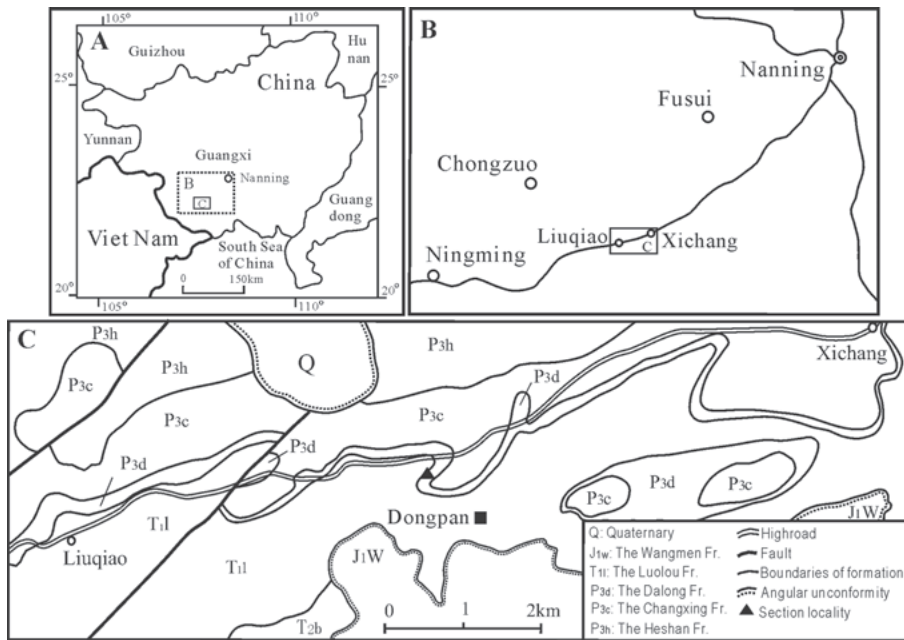 105° 110°
A
Hu
nan
Guizhou
25° China 25°
Yunnan
Guangxi
B Nanning
C
Guang
dong
Viet Nam
South Sea
of China
0 150km
20° 105° 110° 20°
B
Nanning
Fusui
Chongzuo
Liuqiao C Xichang
Ningming
C P3h P3h Xichang
P3h Q
P3c P3d
P3c P3c
P3d P3d
P3d
P3c P3c
J1W
T1l Dongpan
Liuqiao
T1l J1W
T2b
0 1 2km
Q: Quaternary
J1w: The Wangmen Fr.
T1l: The Luolou Fr.
P3d: The Dalong Fr.
P3c: The Changxing Fr.
P3h: The Heshan Fr.
Highroad
Fault
Boundaries of formation
Angular unconformity
Section locality